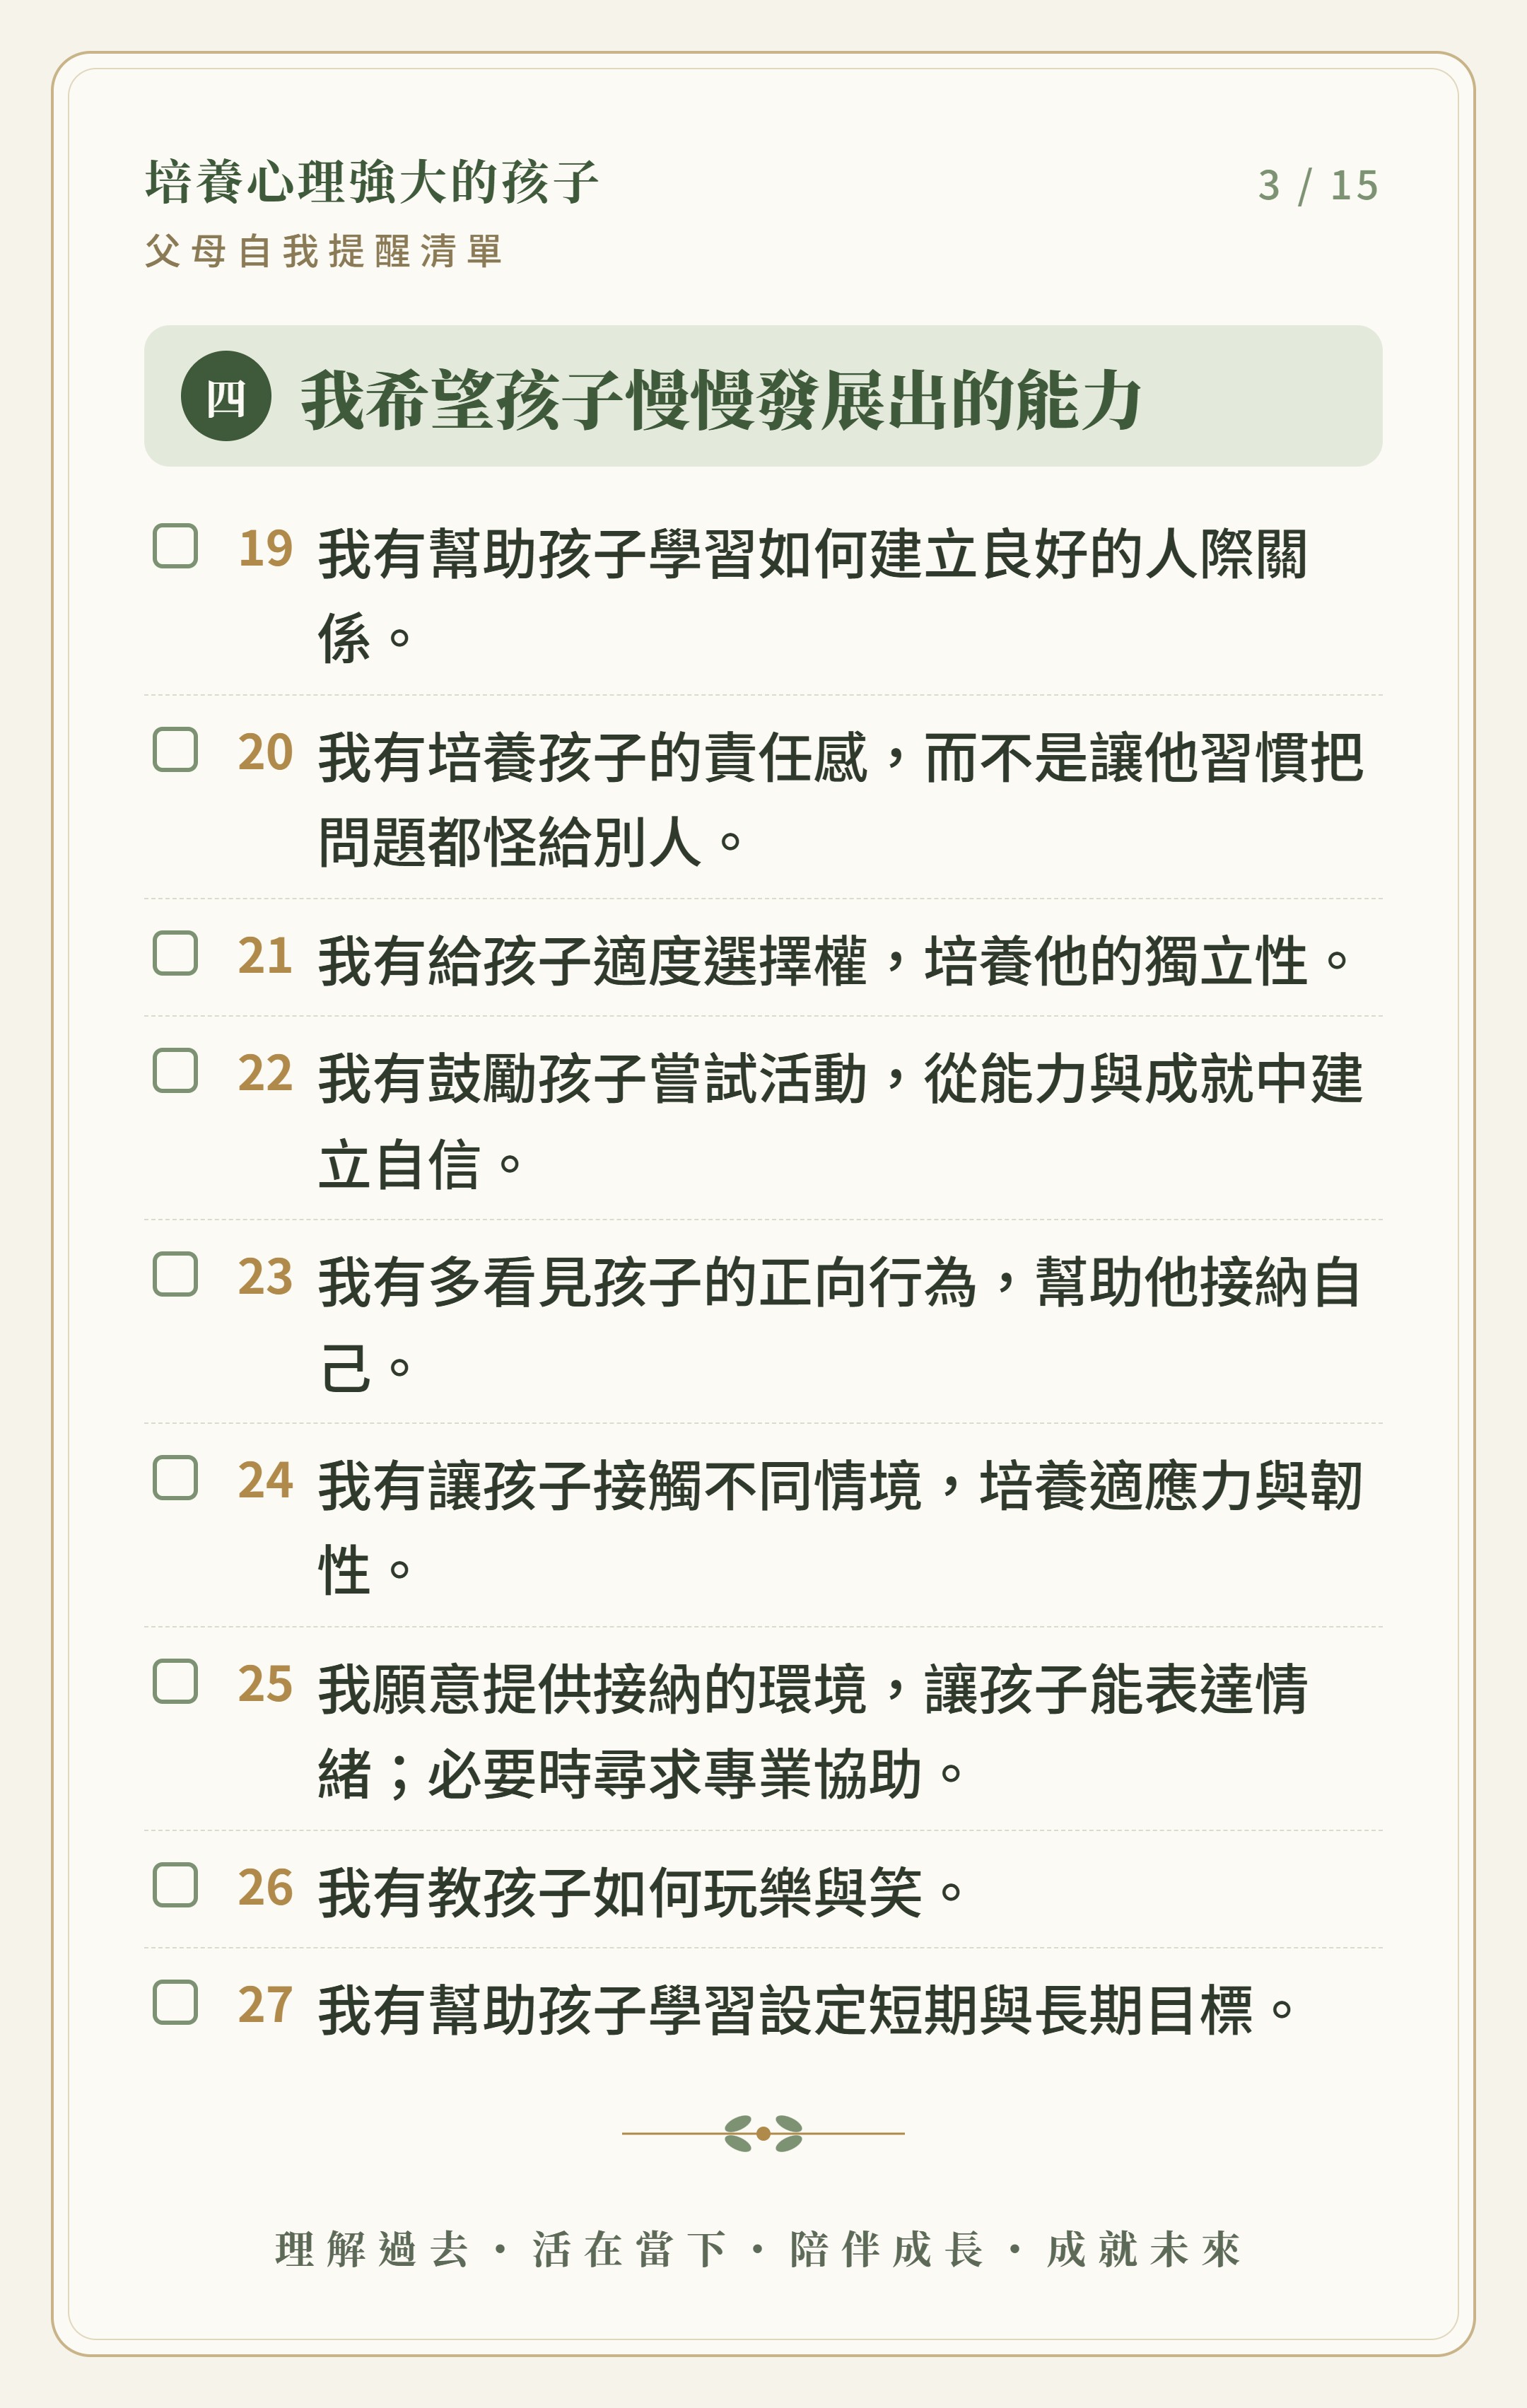 培養心理強大的孩子
3 / 15
父母自我提醒清單
四 我希望孩子慢慢發展出的能力
19 我有幫助孩子學習如何建立良好的人際關
係。
20 我有培養孩子的責任感，而不是讓他習慣把
問題都怪給別人。
21 我有給孩子適度選擇權，培養他的獨立性。
22 我有鼓勵孩子嘗試活動，從能力與成就中建
立自信。
23 我有多看見孩子的正向行為，幫助他接納自
己。
24 我有讓孩子接觸不同情境，培養適應力與韌
性。
25 我願意提供接納的環境，讓孩子能表達情
緒；必要時尋求專業協助。
26 我有教孩子如何玩樂與笑。
27 我有幫助孩子學習設定短期與長期目標。
理解過去・活在當下・陪伴成長・成就未來